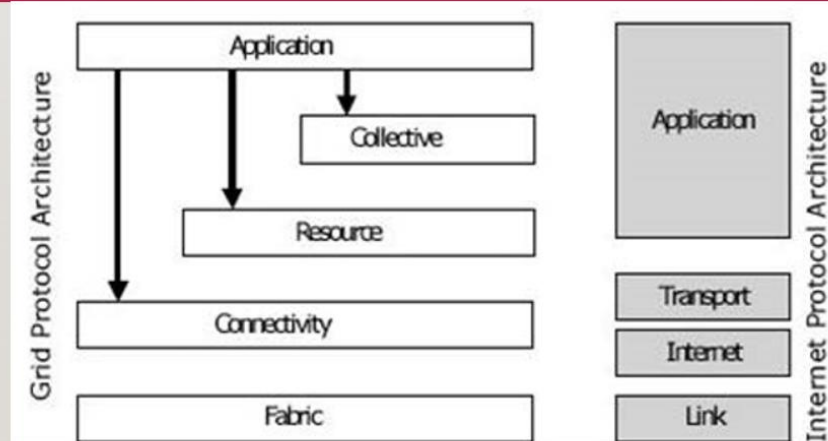 Grid Protocol Architecture
Application
Collective
Resource
Connectivity
Fabric
Application
Transport
Internet
Link
Internet Protocol Architecture